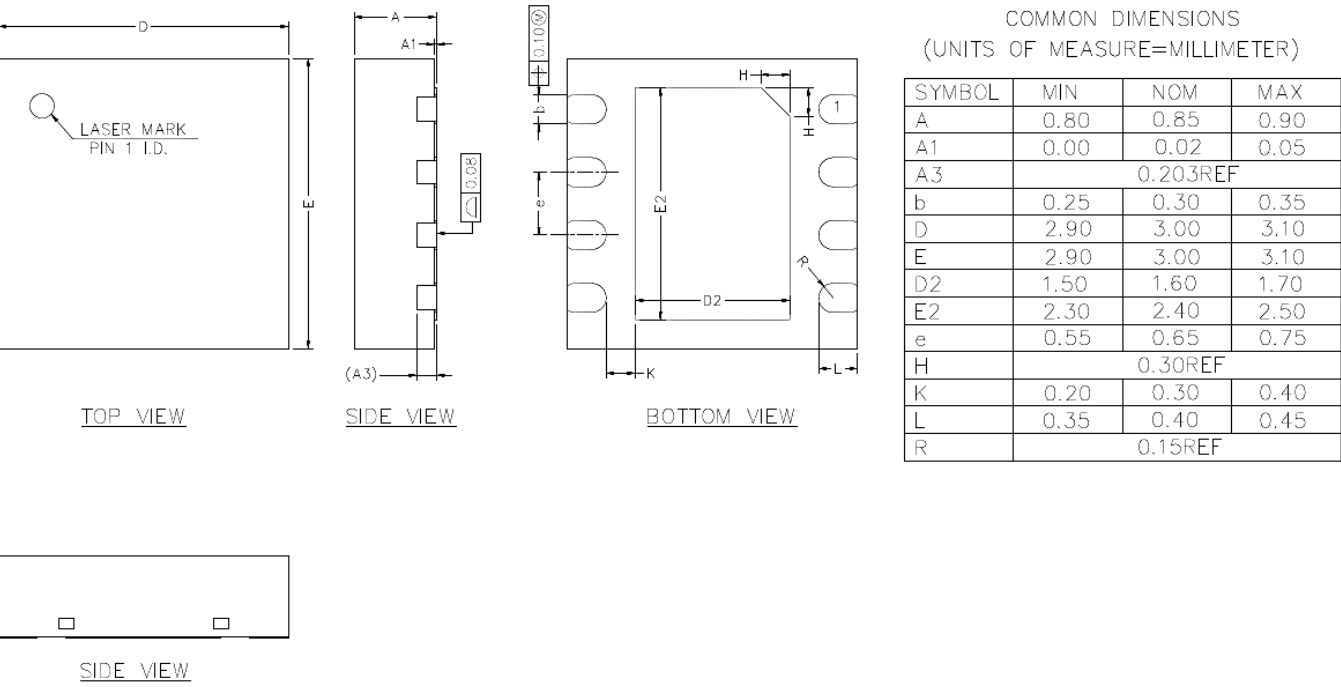 D
LASER MARK
PIN 1 I.D.
E
TOP VIEW
A
A1
0.08
(A3)
SIDE VIEW
0.10Ⓜ
b
e
H
H
1
E2
D2
R
K
L
BOTTOM VIEW
SIDE VIEW
COMMON DIMENSIONS
(UNITS OF MEASURE=MILLIMETER)
SYMBOL MIN NOM MAX
A 0.80 0.85 0.90
A1 0.00 0.02 0.05
A3 0.203REF
b 0.25 0.30 0.35
D 2.90 3.00 3.10
E 2.90 3.00 3.10
D2 1.50 1.60 1.70
E2 2.30 2.40 2.50
e 0.55 0.65 0.75
H 0.30REF
K 0.20 0.30 0.40
L 0.35 0.40 0.45
R 0.15REF